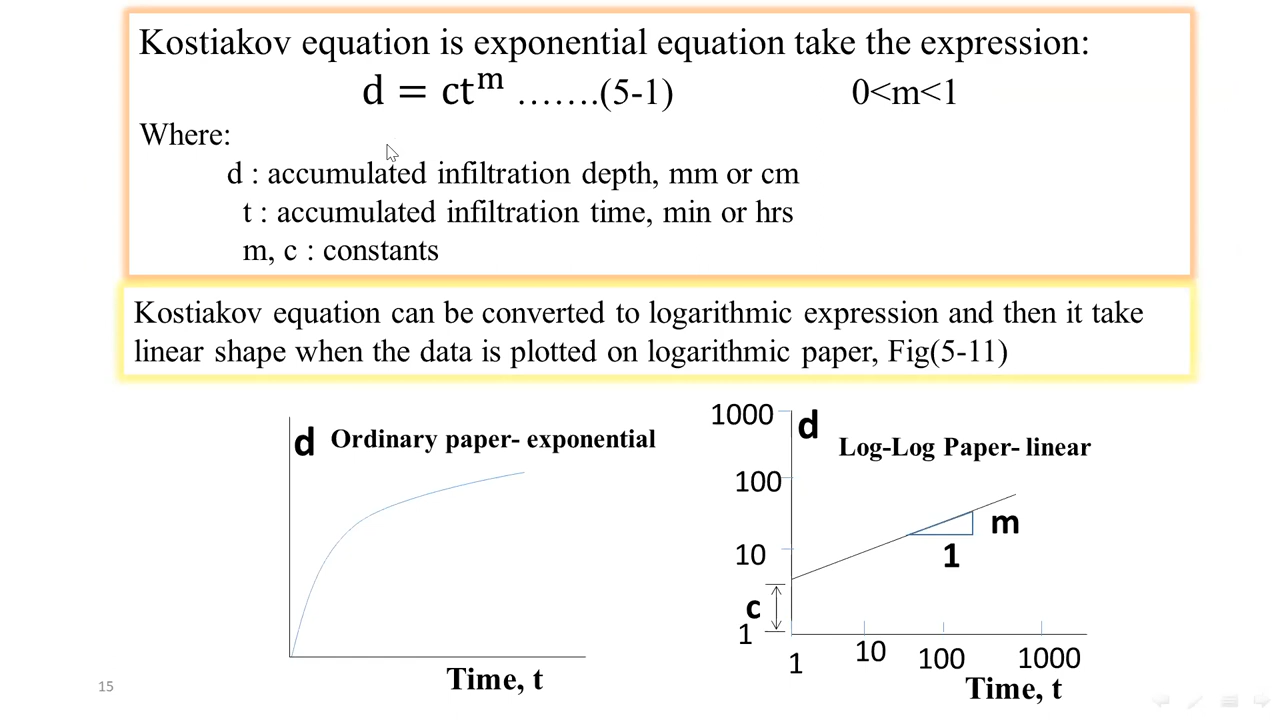 Kostiakov equation is exponential equation take the expression:
d = ct^m …….(5-1) 0<m<1
Where:
d : accumulated infiltration depth, mm or cm
t : accumulated infiltration time, min or hrs
m, c : constants
Kostiakov equation can be converted to logarithmic expression and then it take
linear shape when the data is plotted on logarithmic paper, Fig(5-11)
d Ordinary paper- exponential
Time, t
1000
d
Log-Log Paper- linear
100
10
m
1
c
1
1 10 100 1000
Time, t
15